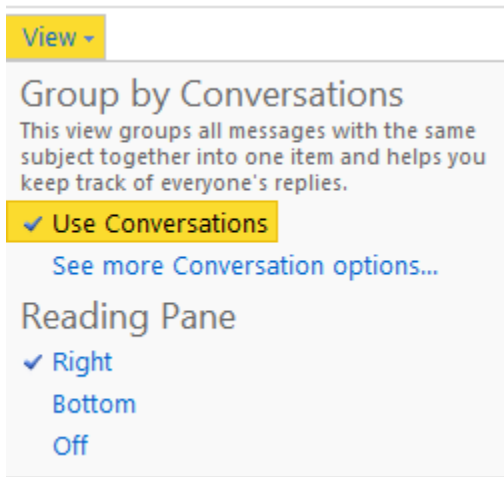 View
Group by Conversations
This view groups all messages with the same
subject together into one item and helps you
keep track of everyone's replies.
Use Conversations
See more Conversation options...
Reading Pane
Right
Bottom
Off